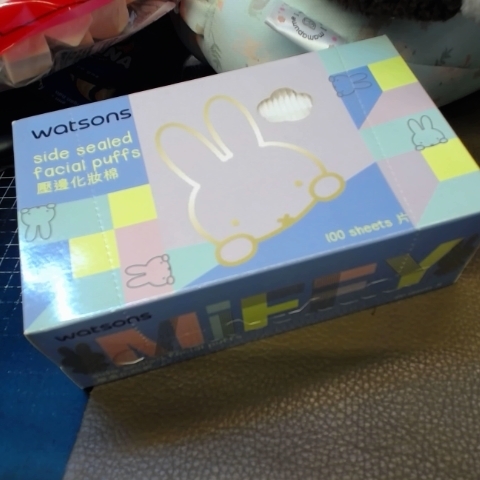 watsons
side sealed
facial puffs
壓邊化妝棉
100 sheets 片
watsons
MIFFY